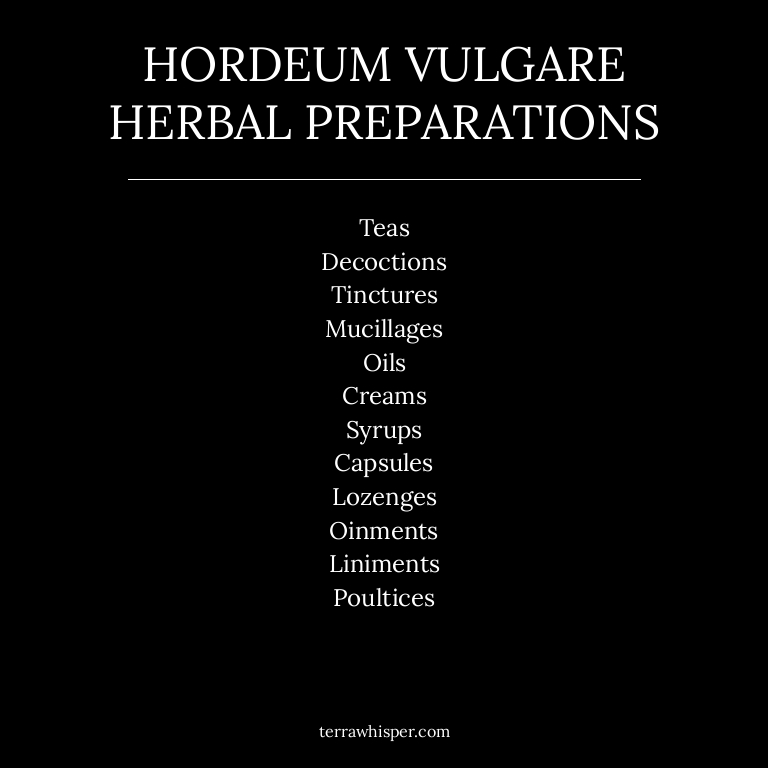 HORDEUM VULGARE
HERBAL PREPARATIONS
Teas
Decoctions
Tinctures
Mucillages
Oils
Creams
Syrups
Capsules
Lozenges
Oinments
Liniments
Poultices
terrawhisper.com